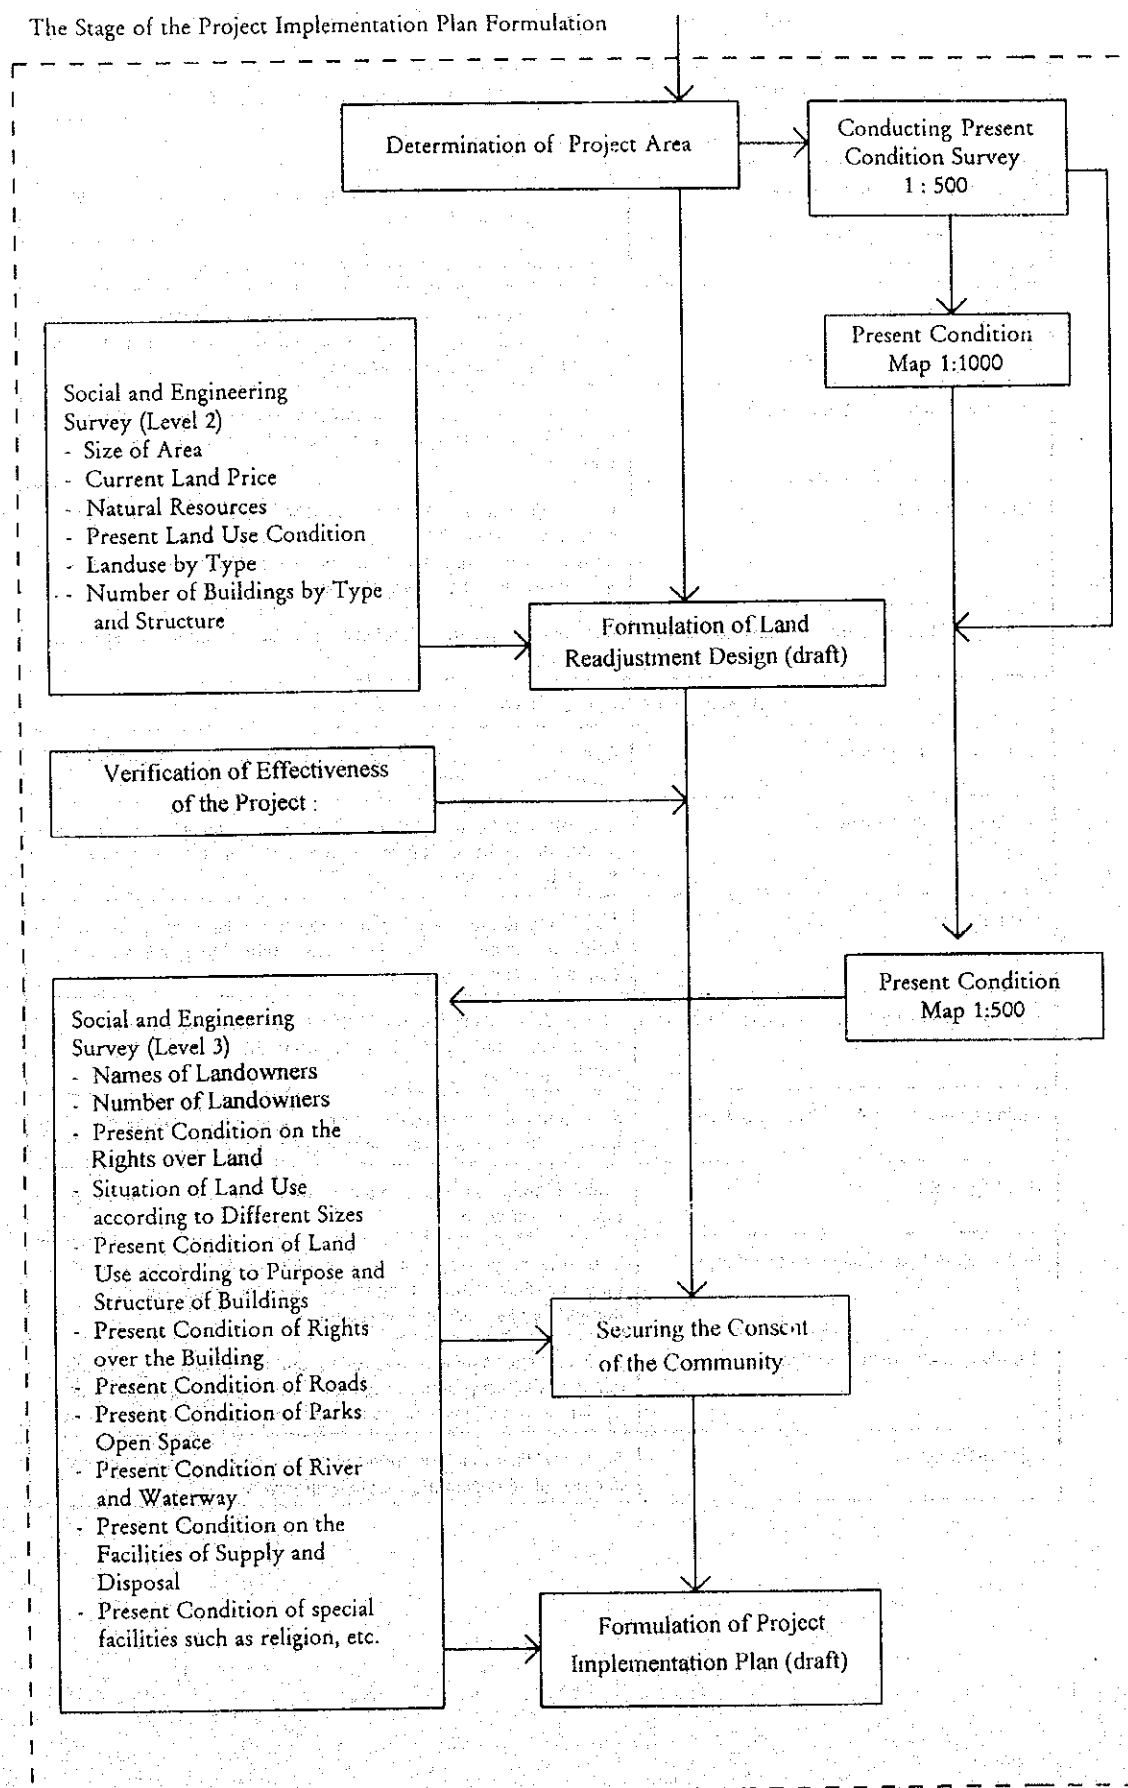 The Stage of the Project Implementation Plan Formulation
Determination of Project Area
Conducting Present
Condition Survey
1 : 500
Present Condition
Map 1:1000
Social and Engineering
Survey (Level 2)
- Size of Area
- Current Land Price
- Natural Resources
- Present Land Use Condition
- Landuse by Type
- Number of Buildings by Type
and Structure
Formulation of Land
Readjustment Design (draft)
Verification of Effectiveness
of the Project :
Present Condition
Map 1:500
Social and Engineering
Survey (Level 3)
- Names of Landowners
- Number of Landowners
- Present Condition on the
Rights over Land
- Situation of Land Use
according to Different Sizes
- Present Condition of Land
Use according to Purpose and
Structure of Buildings
- Present Condition of Rights
over the Building
- Present Condition of Roads
- Present Condition of Parks
Open Space
- Present Condition of River
and Waterway
- Present Condition on the
Facilities of Supply and
Disposal
- Present Condition of special
facilities such as religion, etc.
Securing the Consent
of the Community
Formulation of Project
Implementation Plan (draft)